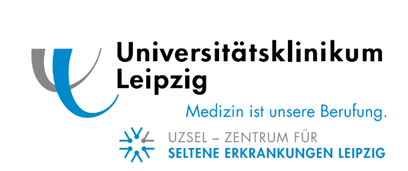 Universitätsklinikum
Leipzig
Medizin ist unsere Berufung.
UZSEL – ZENTRUM FÜR
SELTENE ERKRANKUNGEN LEIPZIG